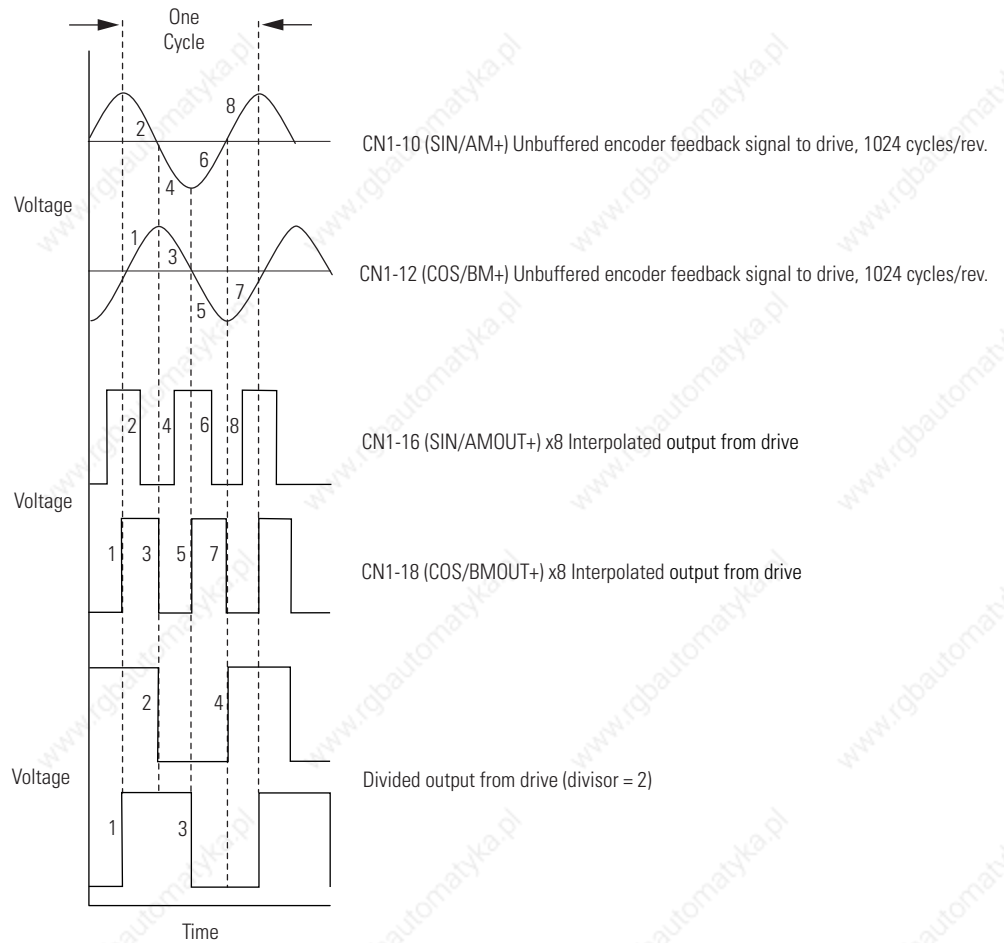 One
Cycle
8
2
CN1-10 (SIN/AM+) Unbuffered encoder feedback signal to drive, 1024 cycles/rev.
6
4
Voltage
1
3
CN1-12 (COS/BM+) Unbuffered encoder feedback signal to drive, 1024 cycles/rev.
7
5
2 4 6 8
CN1-16 (SIN/AMOUT+) x8 Interpolated output from drive
Voltage
1 3 5 7
CN1-18 (COS/BMOUT+) x8 Interpolated output from drive
2 4
Voltage
Divided output from drive (divisor = 2)
1 3
Time
www.rgbautomatyka.pl